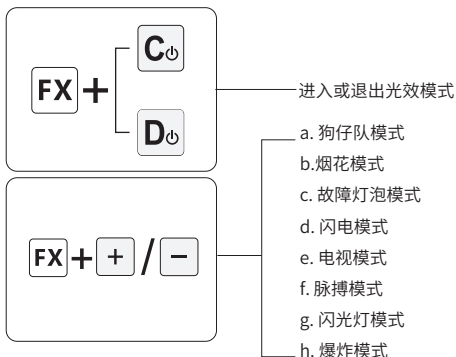 C
FX +
D
进入或退出光效模式
a. 狗仔队模式
b.烟花模式
c. 故障灯泡模式
d. 闪电模式
FX + + / −
e. 电视模式
f. 脉搏模式
g. 闪光灯模式
h. 爆炸模式